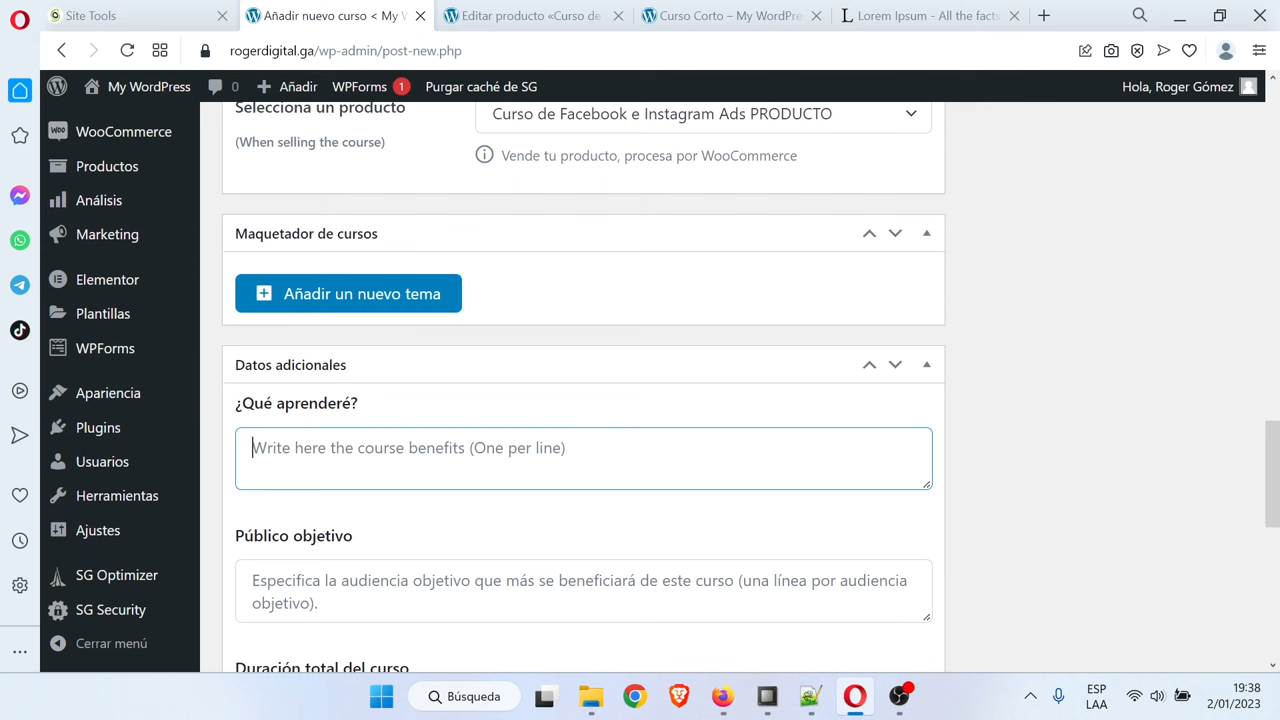 Site Tools
Añadir nuevo curso < My W
Editar producto «Curso de
Curso Corto – My WordPre
Lorem Ipsum - All the facts
rogerdigital.ga/wp-admin/post-new.php
My WordPress
0
Añadir
WPForms 1
Purgar caché de SG
Hola, Roger Gómez
WooCommerce
Productos
Análisis
Marketing
Elementor
Plantillas
WPForms
Apariencia
Plugins
Usuarios
Herramientas
Ajustes
SG Optimizer
SG Security
Cerrar menú
Selecciona un producto
(When selling the course)
Curso de Facebook e Instagram Ads PRODUCTO
Vende tu producto, procesa por WooCommerce
Maquetador de cursos
Añadir un nuevo tema
Datos adicionales
¿Qué aprenderé?
Write here the course benefits (One per line)
Público objetivo
Especifica la audiencia objetivo que más se beneficiará de este curso (una línea por audiencia
objetivo).
Duración total del curso
Búsqueda
ESP
LAA
19:38
2/01/2023